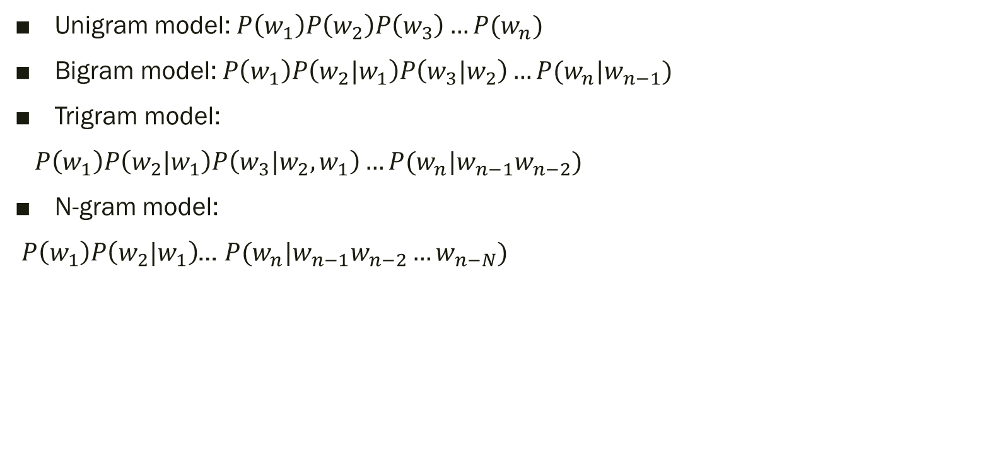 ■ Unigram model: P(w₁)P(w₂)P(w₃) … P(wₙ)
■ Bigram model: P(w₁)P(w₂|w₁)P(w₃|w₂) … P(wₙ|wₙ₋₁)
■ Trigram model:
P(w₁)P(w₂|w₁)P(w₃|w₂, w₁) … P(wₙ|wₙ₋₁wₙ₋₂)
■ N-gram model:
P(w₁)P(w₂|w₁)… P(wₙ|wₙ₋₁wₙ₋₂ … w_{n−N})